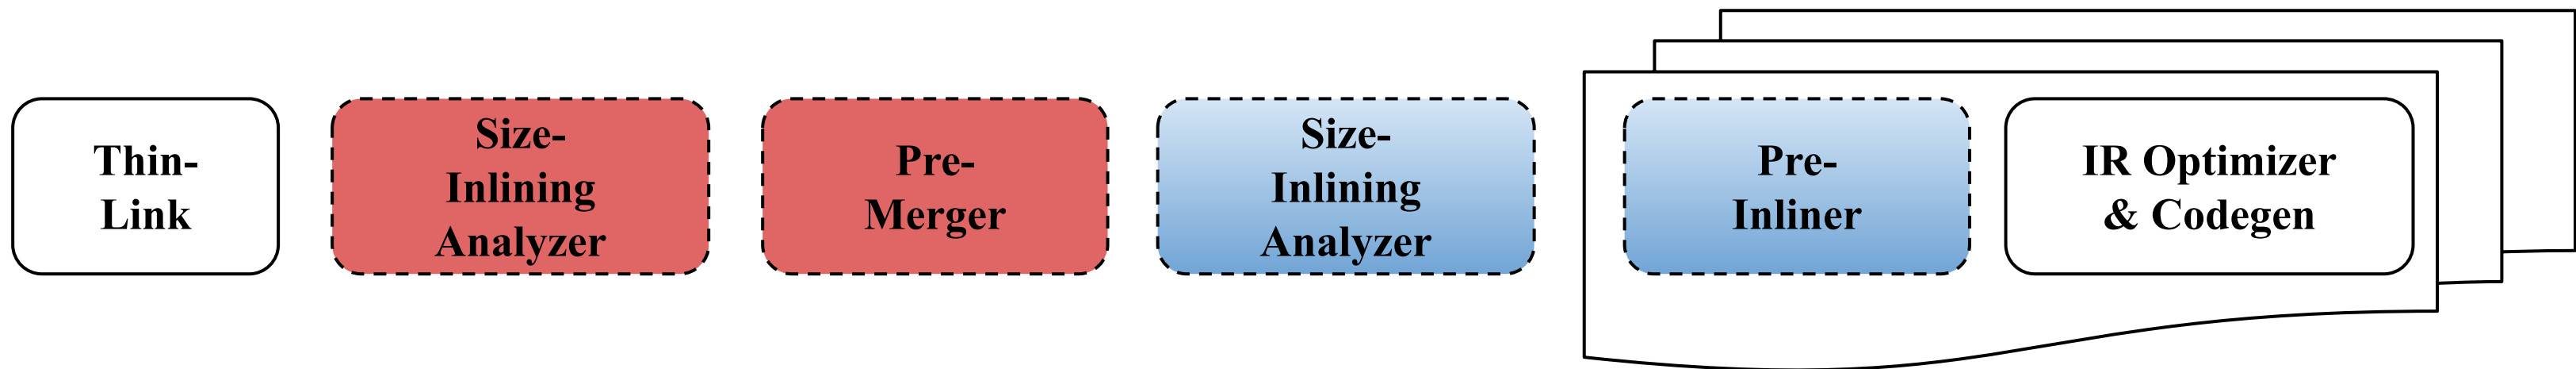 Thin-
Link
Size-
Inlining
Analyzer
Pre-
Merger
Size-
Inlining
Analyzer
Pre-
Inliner
IR Optimizer
& Codegen